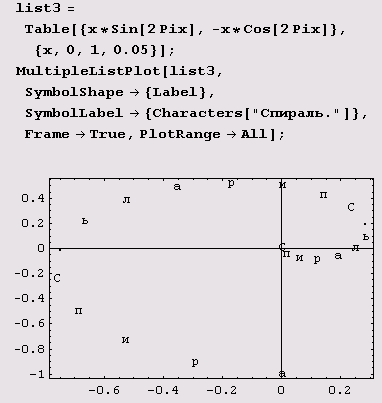 list3 =
Table[{x*Sin[2 Pi x], -x*Cos[2 Pi x]},
{x, 0, 1, 0.05}];
MultipleListPlot[list3,
SymbolShape → {Label},
SymbolLabel → {Characters["Спираль."]},
Frame → True, PlotRange → All];
а р и п
0.4 ь л С
0.2 .
ь
0 . С л
п и р а
-0.2 С
-0.4
п
-0.6
и
-0.8
р
-1 а
-0.6 -0.4 -0.2 0 0.2